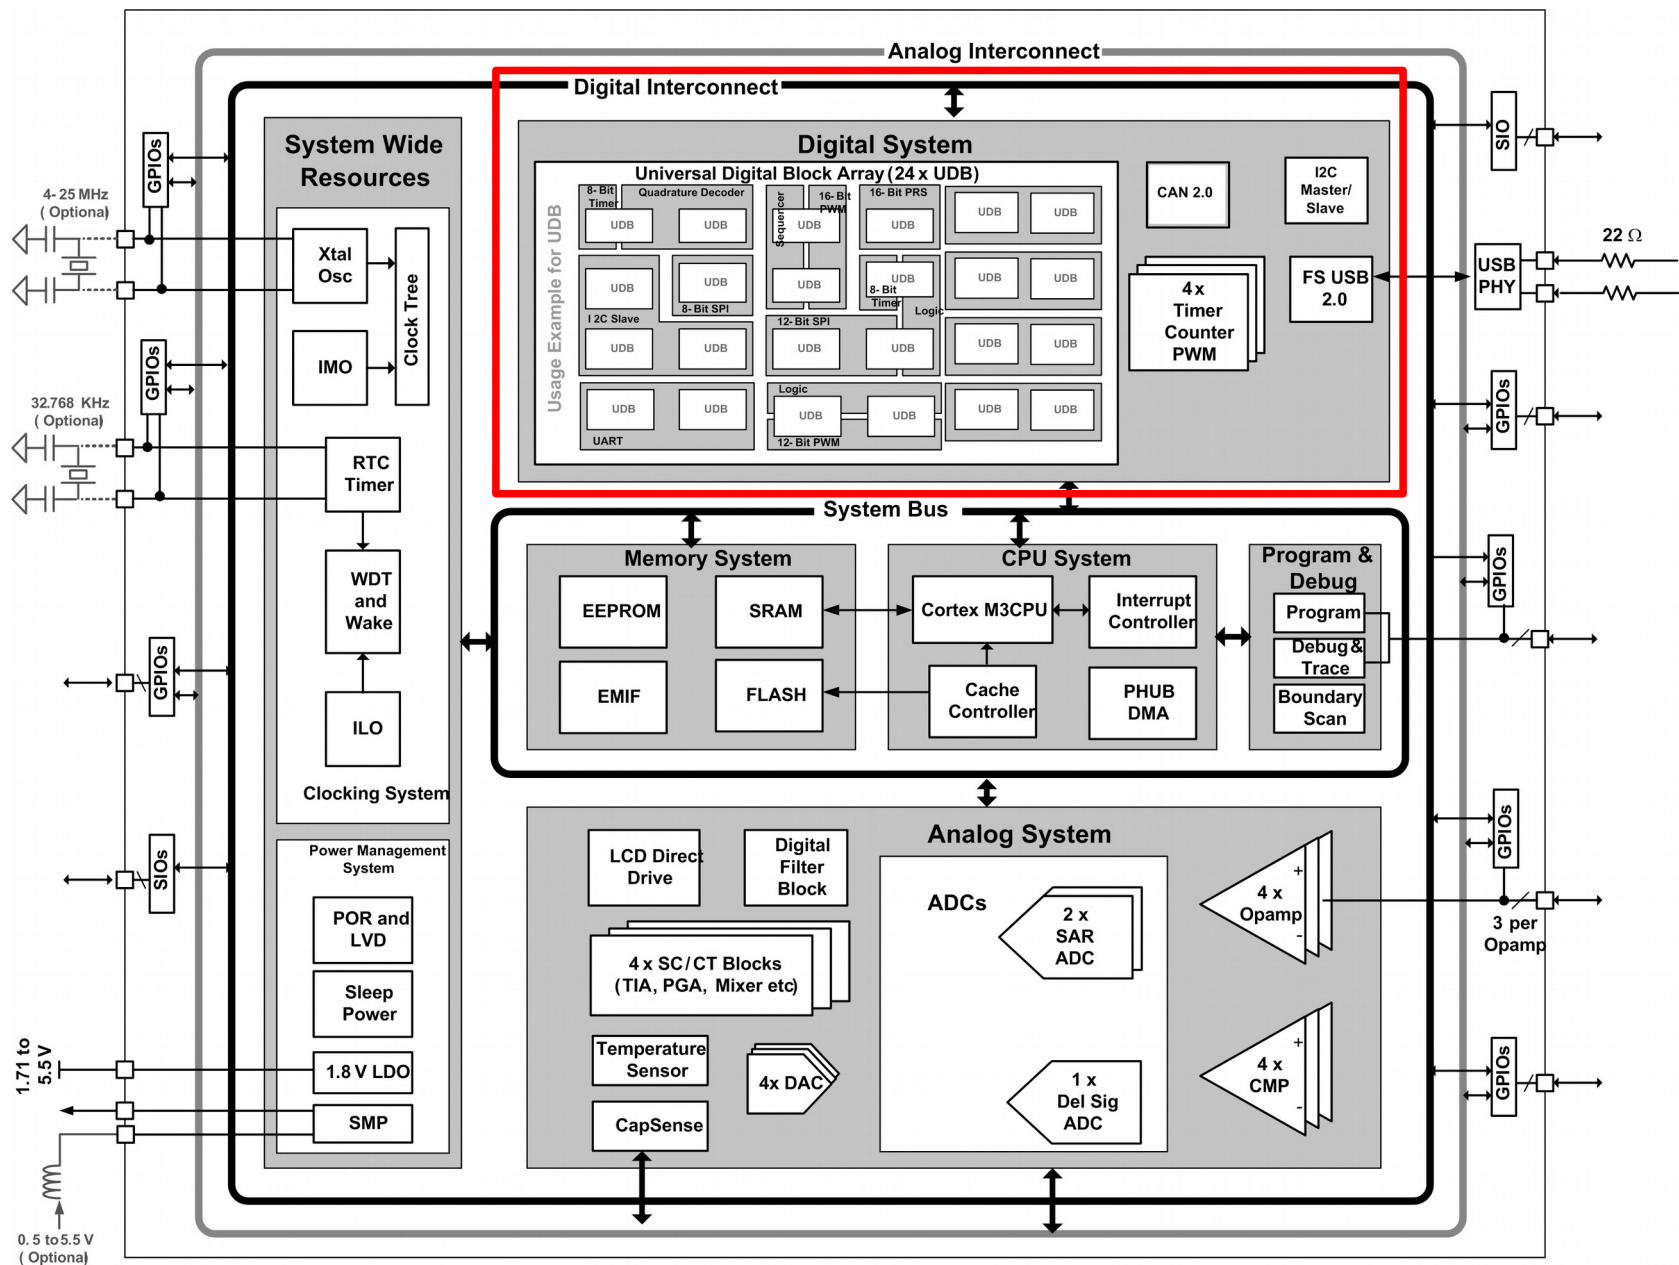 Analog Interconnect
Digital Interconnect
System Wide
Resources
Xtal
Osc
Clock Tree
IMO
RTC
Timer
WDT
and
Wake
ILO
Clocking System
Power Management
System
POR and
LVD
Sleep
Power
1.8 V LDO
SMP
GPIOs
4-25 MHz
( Optional)
GPIOs
32.768 KHz
( Optional)
GPIOs
SIOs
1.71 to
5.5 V
0. 5 to 5.5 V
( Optional)
Digital System
Universal Digital Block Array (24 x UDB)
Usage Example for UDB
8- Bit
Timer
Quadrature Decoder
UDB
UDB
Sequencer
16- Bit
PWM
UDB
16- Bit PRS
UDB
UDB
UDB
UDB
I 2C Slave
UDB
8- Bit SPI
UDB
UDB
8- Bit
Timer
Logic
UDB
UDB
UDB
UDB
12- Bit SPI
UDB
UDB
UDB
UDB
UDB
UDB
UART
Logic
UDB
UDB
12- Bit PWM
UDB
UDB
CAN 2.0
I2C
Master/
Slave
4 x
Timer
Counter
PWM
FS USB
2.0
System Bus
Memory System
EEPROM
SRAM
EMIF
FLASH
CPU System
Cortex M3CPU
Interrupt
Controller
Cache
Controller
PHUB
DMA
Program &
Debug
Program
Debug &
Trace
Boundary
Scan
Analog System
LCD Direct
Drive
Digital
Filter
Block
4 x SC / CT Blocks
(TIA, PGA, Mixer etc)
Temperature
Sensor
4x DAC
CapSense
ADCs
2 x
SAR
ADC
1 x
Del Sig
ADC
+
4 x
Opamp
-
+
4 x
CMP
-
SIO
USB
PHY
22 Ω
GPIOs
GPIOs
GPIOs
3 per
Opamp
GPIOs